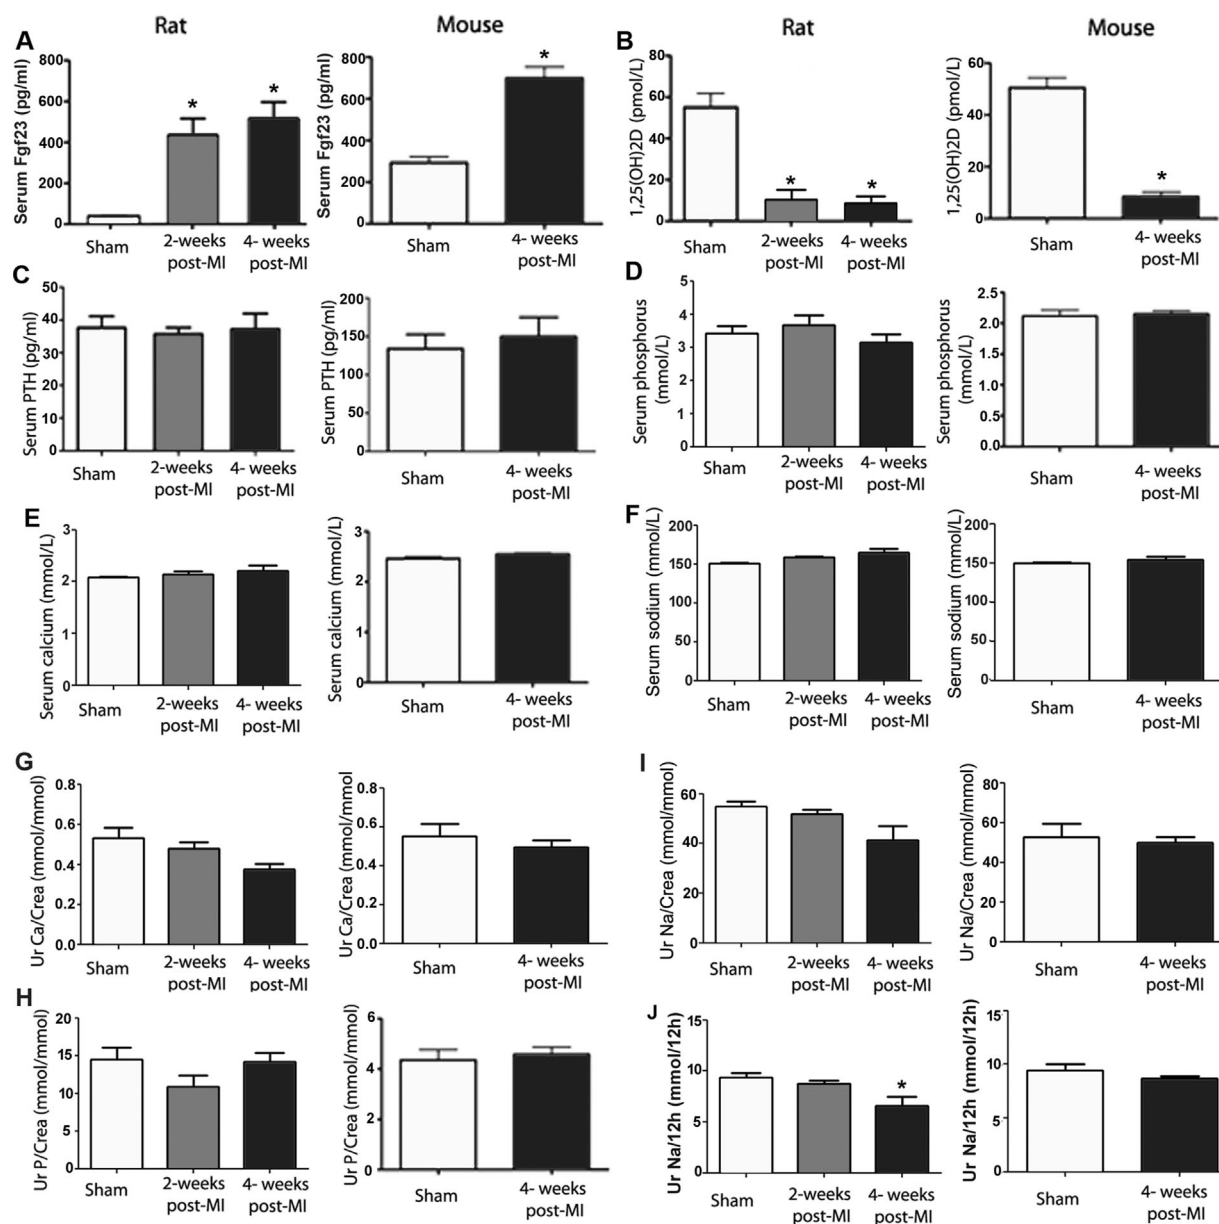 Rat
Mouse
Rat
Mouse
A
Serum Fgf23 (pg/ml)
800
600
400
200
0
*
*
Sham
2-weeks
post-MI
4- weeks
post-MI
Serum Fgf23 (pg/ml)
800
600
400
200
0
*
Sham
4- weeks
post-MI
B
1,25(OH)2D (pmol/L)
80
60
40
20
0
*
*
Sham
2-weeks
post-MI
4- weeks
post-MI
1,25(OH)2D (pmol/L)
60
40
20
0
*
Sham
4- weeks
post-MI
C
Serum PTH (pg/ml)
50
40
30
20
10
0
Sham
2-weeks
post-MI
4- weeks
post-MI
Serum PTH (pg/ml)
200
150
100
50
0
Sham
4- weeks
post-MI
D
Serum phosphorus
(mmol/L)
5
4
3
2
1
0
Sham
2-weeks
post-MI
4- weeks
post-MI
Serum phosphorus
(mmol/L)
2.5
2.0
1.5
1.0
0.5
0.0
Sham
4- weeks
post-MI
E
Serum calcium (mmol/L)
3
2
1
0
Sham
2-weeks
post-MI
4- weeks
post-MI
Serum calcium (mmol/L)
3
2
1
0
Sham
4- weeks
post-MI
F
Serum sodium (mmol/L)
200
150
100
50
0
Sham
2-weeks
post-MI
4- weeks
post-MI
Serum sodium (mmol/L)
200
150
100
50
0
Sham
4- weeks
post-MI
G
Ur Ca/Crea (mmol/mmol)
0.8
0.6
0.4
0.2
0.0
Sham
2-weeks
post-MI
4- weeks
post-MI
Ur Ca/Crea (mmol/mmol
0.8
0.6
0.4
0.2
0.0
Sham
4- weeks
post-MI
I
Ur Na/Crea (mmol/mmol)
60
40
20
0
Sham
2-weeks
post-MI
4- weeks
post-MI
Ur Na/Crea (mmol/mmol)
80
60
40
20
0
Sham
4- weeks
post-MI
H
Ur P/Crea (mmol/mmol)
20
15
10
5
0
Sham
2-weeks
post-MI
4- weeks
post-MI
Ur P/Crea (mmol/mmol)
6
4
2
0
Sham
4- weeks
post-MI
J
Ur Na/12h (mmol/12h)
15
10
5
0
*
Sham
2-weeks
post-MI
4- weeks
post-MI
Ur Na/12h (mmol/12h)
15
10
5
0
Sham
4- weeks
post-MI